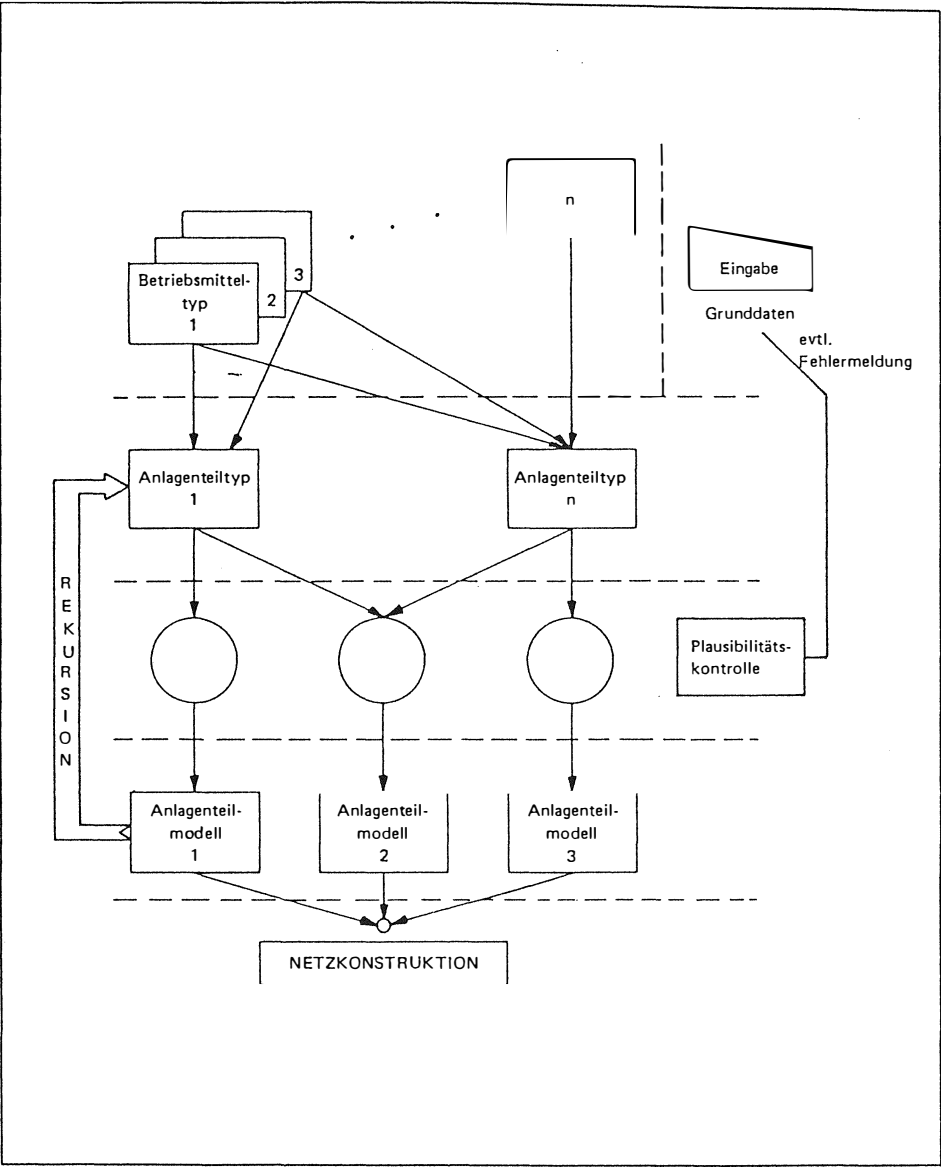 n
3
Betriebsmittel-
typ
2
1
Eingabe
Grunddaten
evtl.
Fehlermeldung
Anlagenteiltyp
1
Anlagenteiltyp
n
REKURSION
Plausibilitäts-
kontrolle
Anlagenteil-
modell
1
Anlagenteil-
modell
2
Anlagenteil-
modell
3
NETZKONSTRUKTION